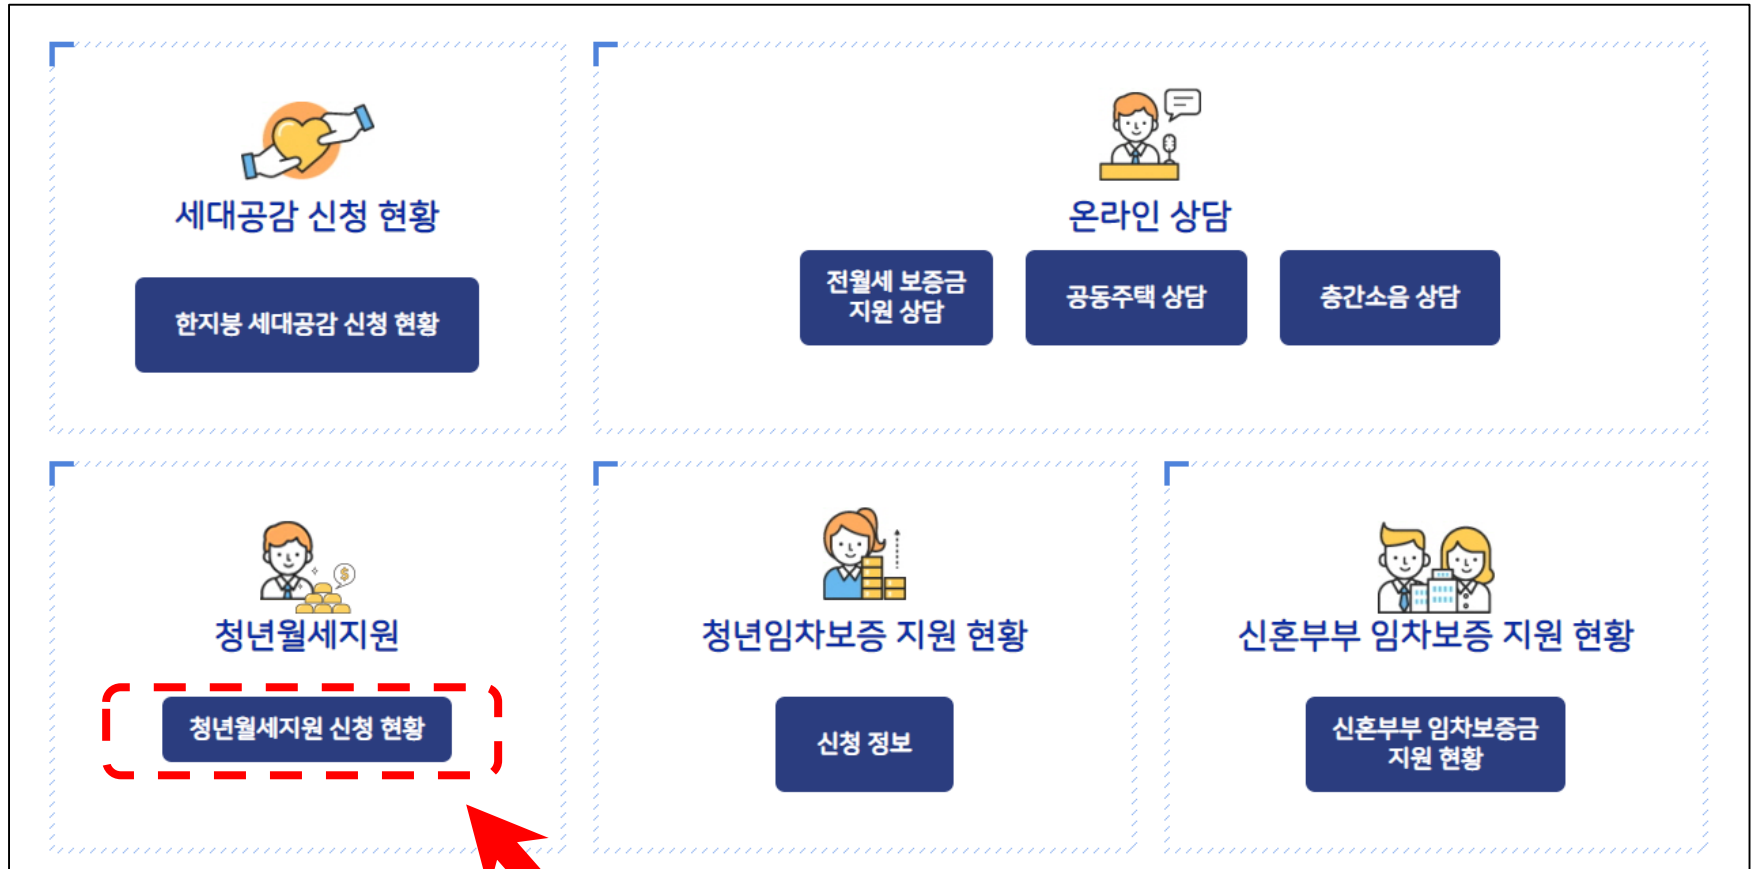 세대공감 신청 현황
한지붕 세대공감 신청 현황
온라인 상담
전월세 보증금
지원 상담
공동주택 상담
층간소음 상담
청년월세지원
청년월세지원 신청 현황
청년임차보증 지원 현황
신청 정보
신혼부부 임차보증 지원 현황
신혼부부 임차보증금
지원 현황